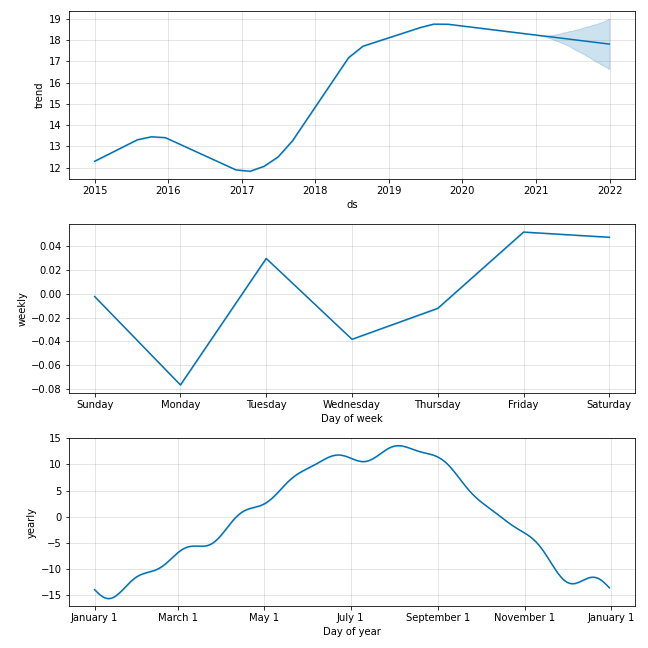 19
18
17
16
15
14
13
12
trend
2015 2016 2017 2018 2019 2020 2021 2022
ds
0.04
0.02
0.00
−0.02
−0.04
−0.06
−0.08
weekly
Sunday Monday Tuesday Wednesday Thursday Friday Saturday
Day of week
15
10
5
0
−5
−10
−15
yearly
January 1 March 1 May 1 July 1 September 1 November 1 January 1
Day of year